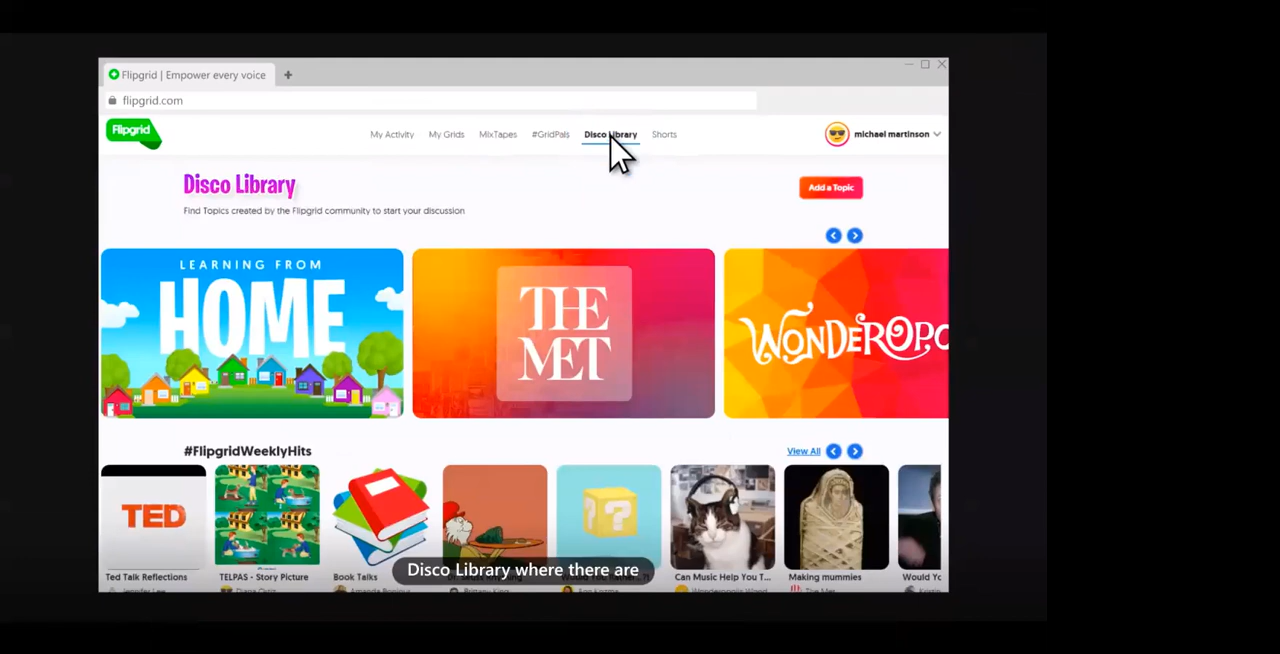 Flipgrid | Empower every voice
flipgrid.com
Flipgrid
My Activity My Grids MixTapes #GridPals Disco Library Shorts
michael martinson
Disco Library
Add a Topic
Find Topics created by the Flipgrid community to start your discussion
LEARNING FROM
HOME
THE
MET
WONDEROPO
#FlipgridWeeklyHits
View All
TED
Disco Library where there are
Ted Talk Reflections TELPAS - Story Picture Book Talks Can Music Help You T... Making mummies Would Yo